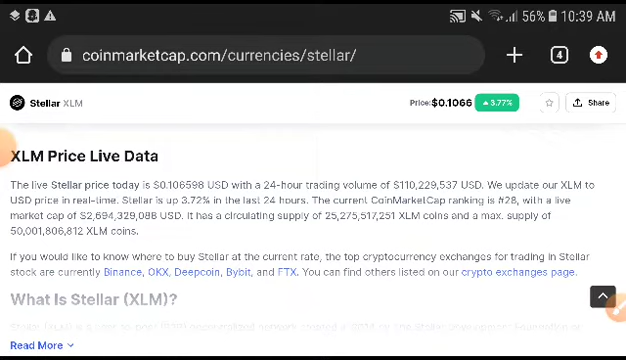 56% 10:39 AM
coinmarketcap.com/currencies/stellar/
4
Stellar XLM Price:$0.1066 3.77% Share
XLM Price Live Data
The live Stellar price today is $0.106598 USD with a 24-hour trading volume of $110,229,537 USD. We update our XLM to
USD price in real-time. Stellar is up 3.72% in the last 24 hours. The current CoinMarketCap ranking is #28, with a live
market cap of $2,694,329,088 USD. It has a circulating supply of 25,275,517,251 XLM coins and a max. supply of
50,001,806,812 XLM coins.
If you would like to know where to buy Stellar at the current rate, the top cryptocurrency exchanges for trading in Stellar
stock are currently Binance, OKX, Deepcoin, Bybit, and FTX. You can find others listed on our crypto exchanges page.
What Is Stellar (XLM)?
Read More